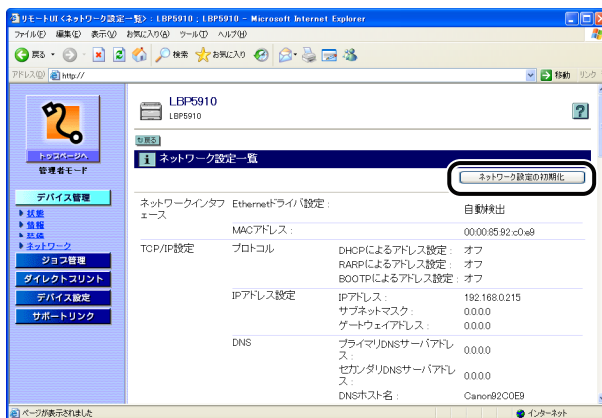 リモートUI <ネットワーク設定一覧> : LBP5910 ; LBP5910 - Microsoft Internet Explorer
ファイル(F) 編集(E) 表示(V) お気に入り(A) ツール(T) ヘルプ(H)
戻る 検索 お気に入り
アドレス(D) http:// 移動 リンク
LBP5910
LBP5910
トップページへ
管理者モード
戻る
ネットワーク設定一覧
ネットワーク設定の初期化
デバイス管理
状態
情報
ネットワーク
ジョブ管理
ダイレクトプリント
デバイス設定
サポートリンク
ネットワークインタフェース Ethernetドライバ設定 : 自動検出
MACアドレス : 00:00:85:92:c0:e9
TCP/IP設定 プロトコル DHCPによるアドレス設定 : オフ
RARPによるアドレス設定 : オフ
BOOTPによるアドレス設定 : オフ
IPアドレス設定 IPアドレス : 192.168.0.215
サブネットマスク : 0.0.0.0
ゲートウェイアドレス : 0.0.0.0
DNS プライマリDNSサーバアドレス : 0.0.0.0
セカンダリDNSサーバアドレス : 0.0.0.0
DNSホスト名 : Canon92C0E9
ページが表示されました インターネット